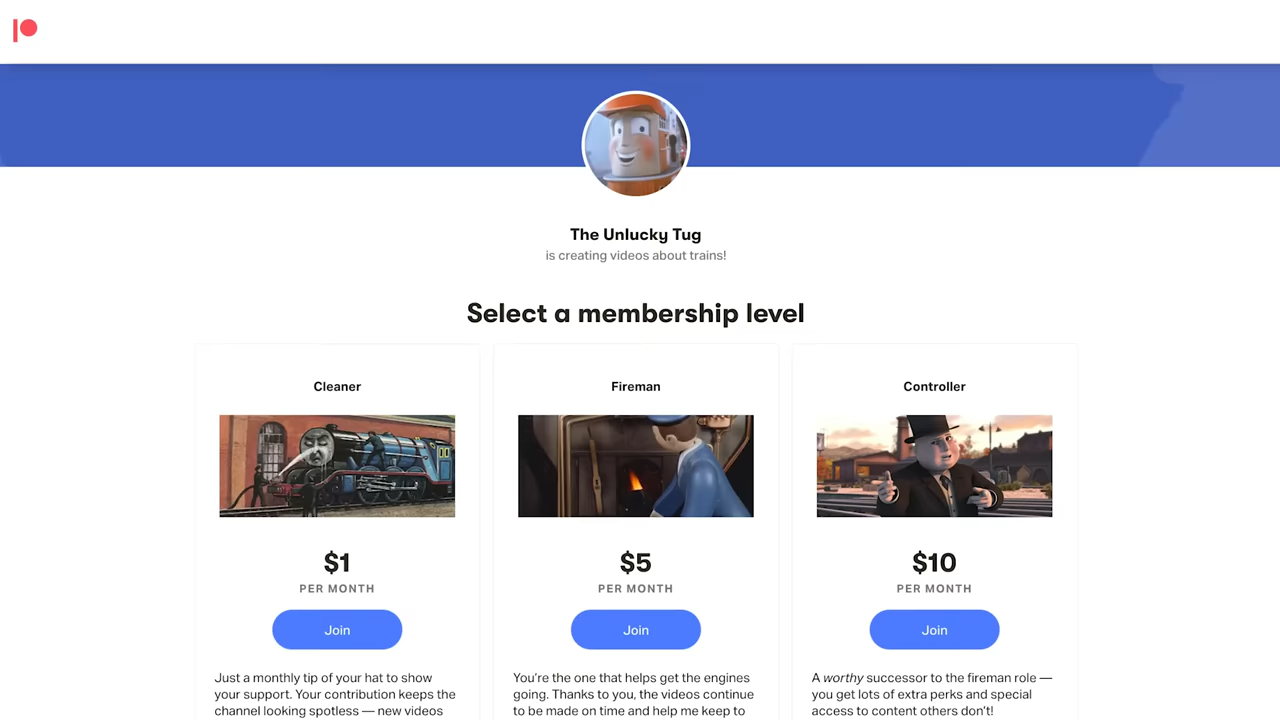 The Unlucky Tug
is creating videos about trains!
Select a membership level
Cleaner
$1
PER MONTH
Join
Just a monthly tip of your hat to show
your support. Your contribution keeps the
channel looking spotless — new videos
Fireman
$5
PER MONTH
Join
You're the one that helps get the engines
going. Thanks to you, the videos continue
to be made on time and help me keep to
Controller
$10
PER MONTH
Join
A worthy successor to the fireman role —
you get lots of extra perks and special
access to content others don't!